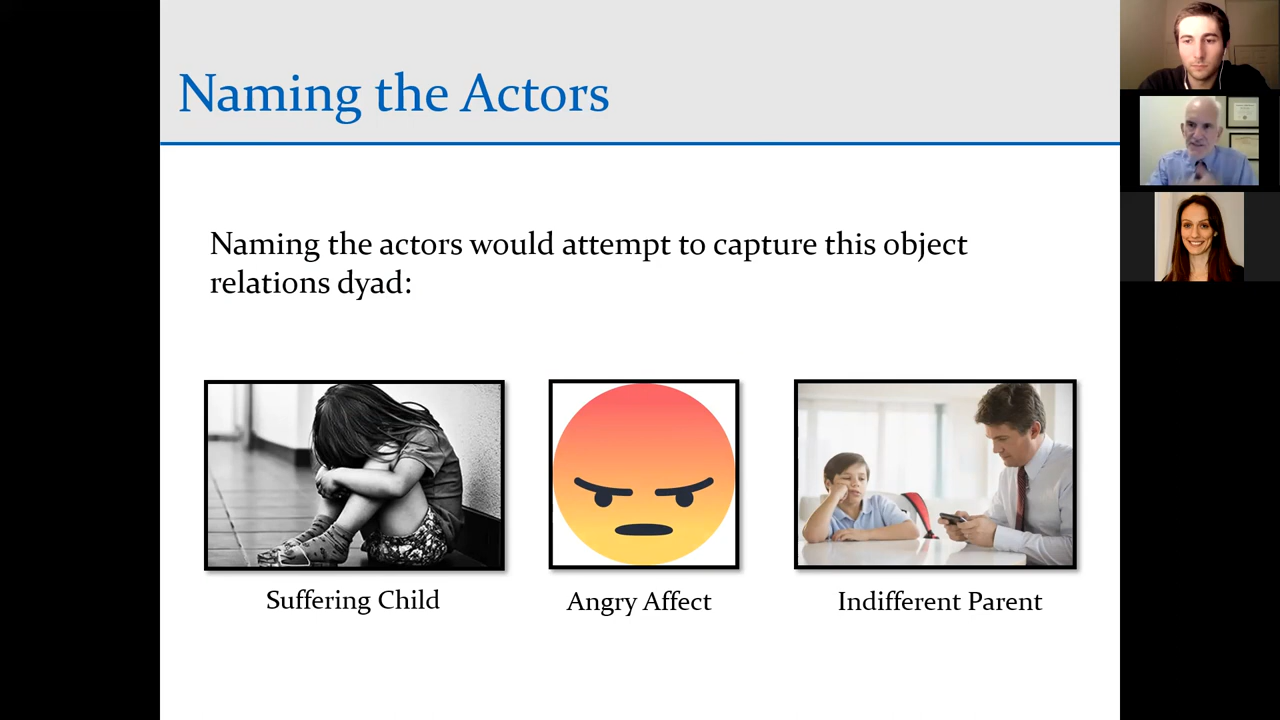 Naming the Actors
Naming the actors would attempt to capture this object
relations dyad:
Suffering Child
Angry Affect
Indifferent Parent